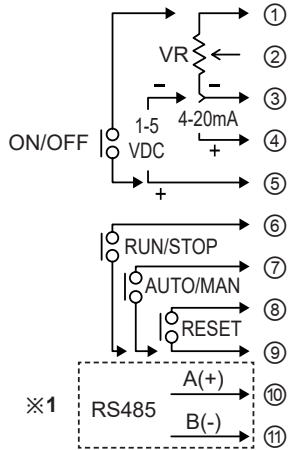 ①
VR ②
- - ③
ON/OFF 1-5 VDC 4-20mA
+ ④
+ ⑤
⑥
RUN/STOP
⑦
AUTO/MAN
⑧
RESET
⑨
※1 RS485
A(+) ⑩
B(-) ⑪